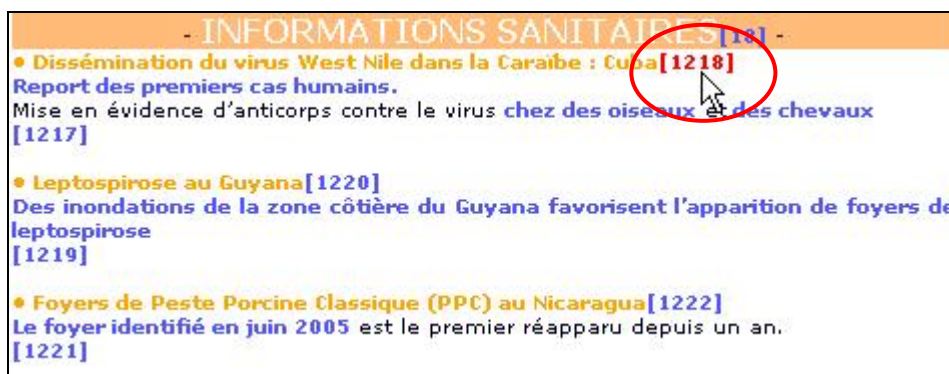 - INFORMATIONS SANITAIRES[18] -
• Dissémination du virus West Nile dans la Caraïbe : Cuba[1218]
Report des premiers cas humains.
Mise en évidence d'anticorps contre le virus chez des oiseaux et des chevaux
[1217]
• Leptospirose au Guyana[1220]
Des inondations de la zone côtière du Guyana favorisent l'apparition de foyers de
leptospirose
[1219]
• Foyers de Peste Porcine Classique (PPC) au Nicaragua[1222]
Le foyer identifié en juin 2005 est le premier réapparu depuis un an.
[1221]